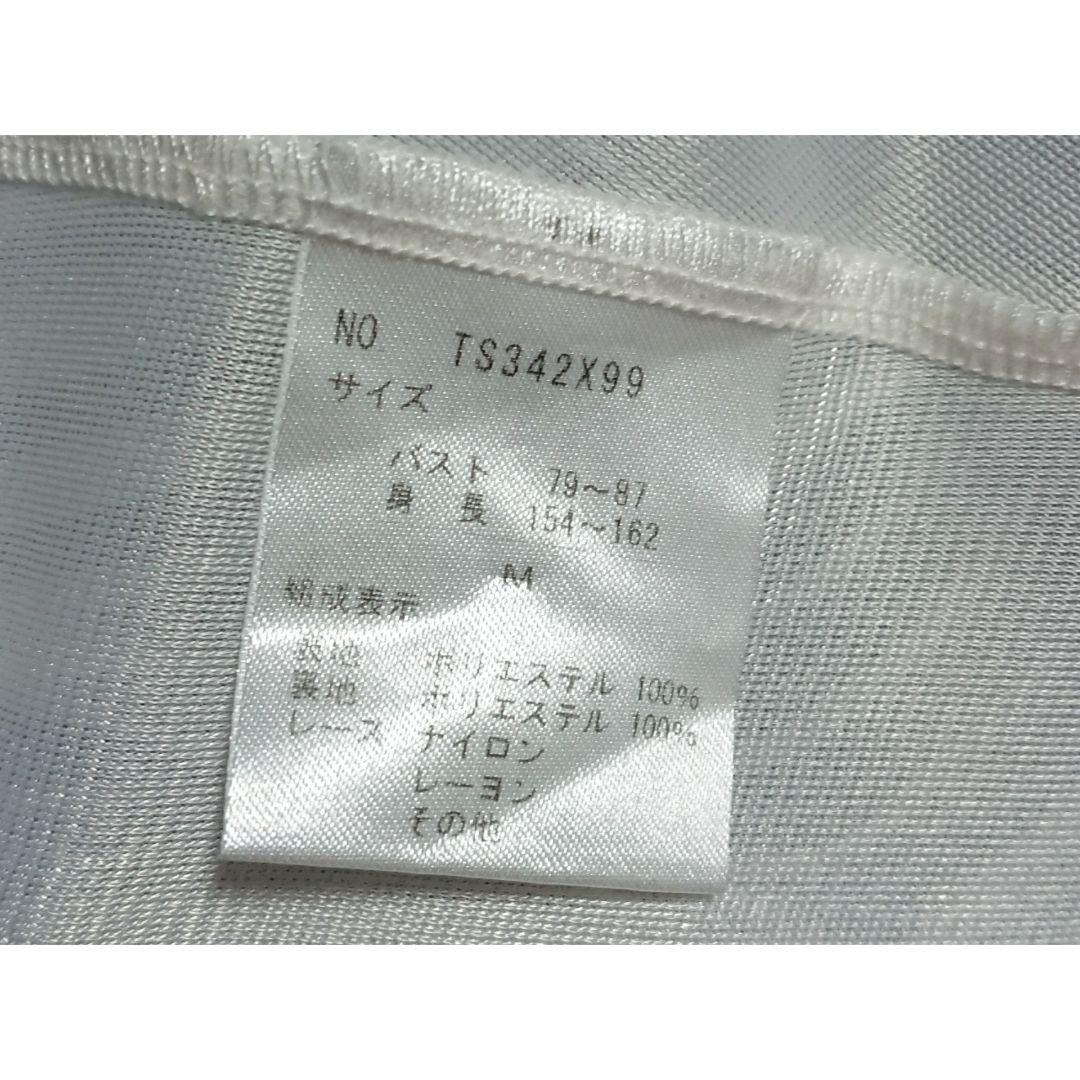 NO TS342X99
サイズ
バスト 79～87
身長 154～162
M
組成表示
表地 ポリエステル 100%
裏地 ポリエステル 100%
レース ナイロン
レーヨン
その他